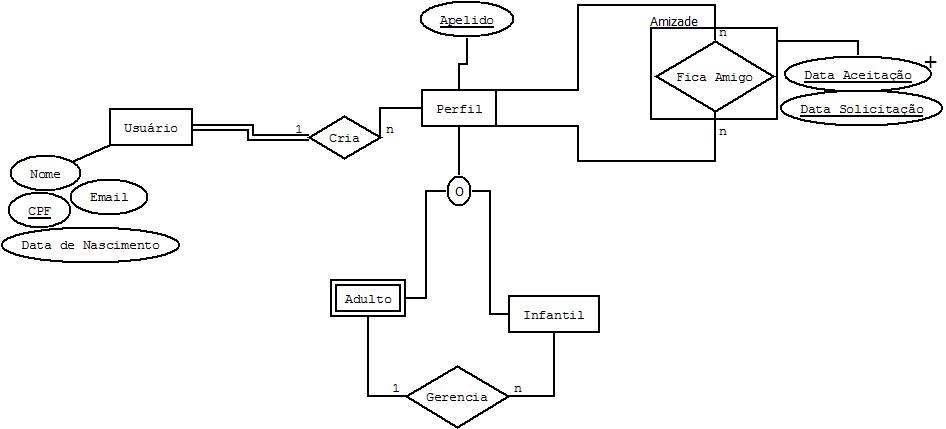 Apelido
Amizade
n
Fica Amigo
+
Data Aceitação
Data Solicitação
n
Perfil
Usuário
1
Cria
n
Nome
Email
CPF
Data de Nascimento
O
Adulto
Infantil
1
Gerencia
n